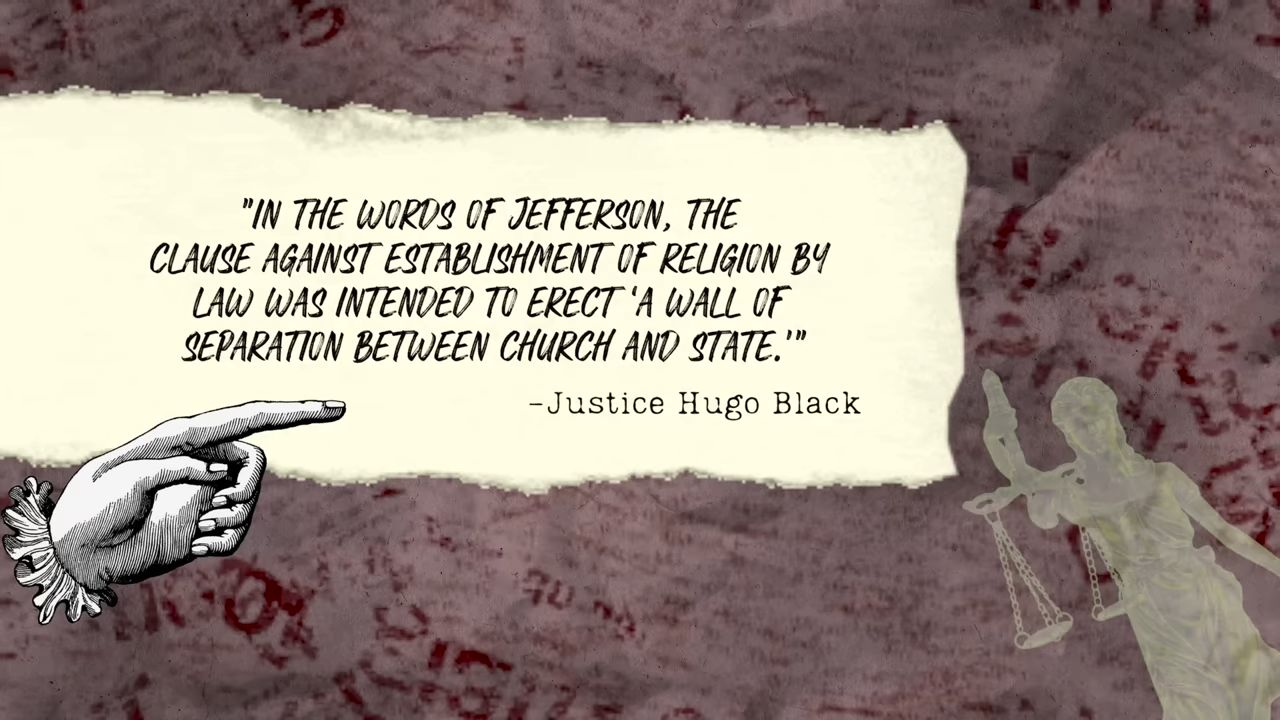 "IN THE WORDS OF JEFFERSON, THE
CLAUSE AGAINST ESTABLISHMENT OF RELIGION BY
LAW WAS INTENDED TO ERECT 'A WALL OF
SEPARATION BETWEEN CHURCH AND STATE.'"
-Justice Hugo Black